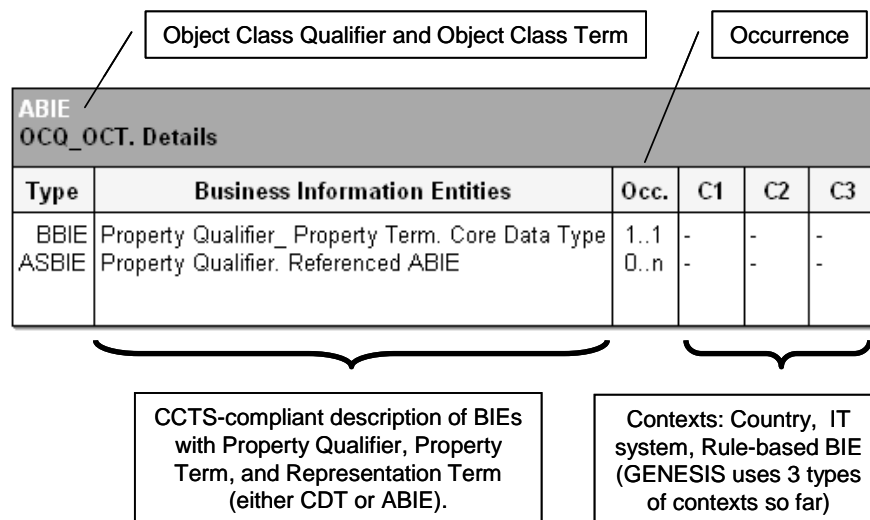 Object Class Qualifier and Object Class Term
Occurrence
ABIE
OCQ_OCT. Details
Type
Business Information Entities
Occ.
C1
C2
C3
BBIE Property Qualifier_ Property Term. Core Data Type 1..1 - - -
ASBIE Property Qualifier. Referenced ABIE 0..n - - -
CCTS-compliant description of BIEs
with Property Qualifier, Property
Term, and Representation Term
(either CDT or ABIE).
Contexts: Country, IT
system, Rule-based BIE
(GENESIS uses 3 types
of contexts so far)